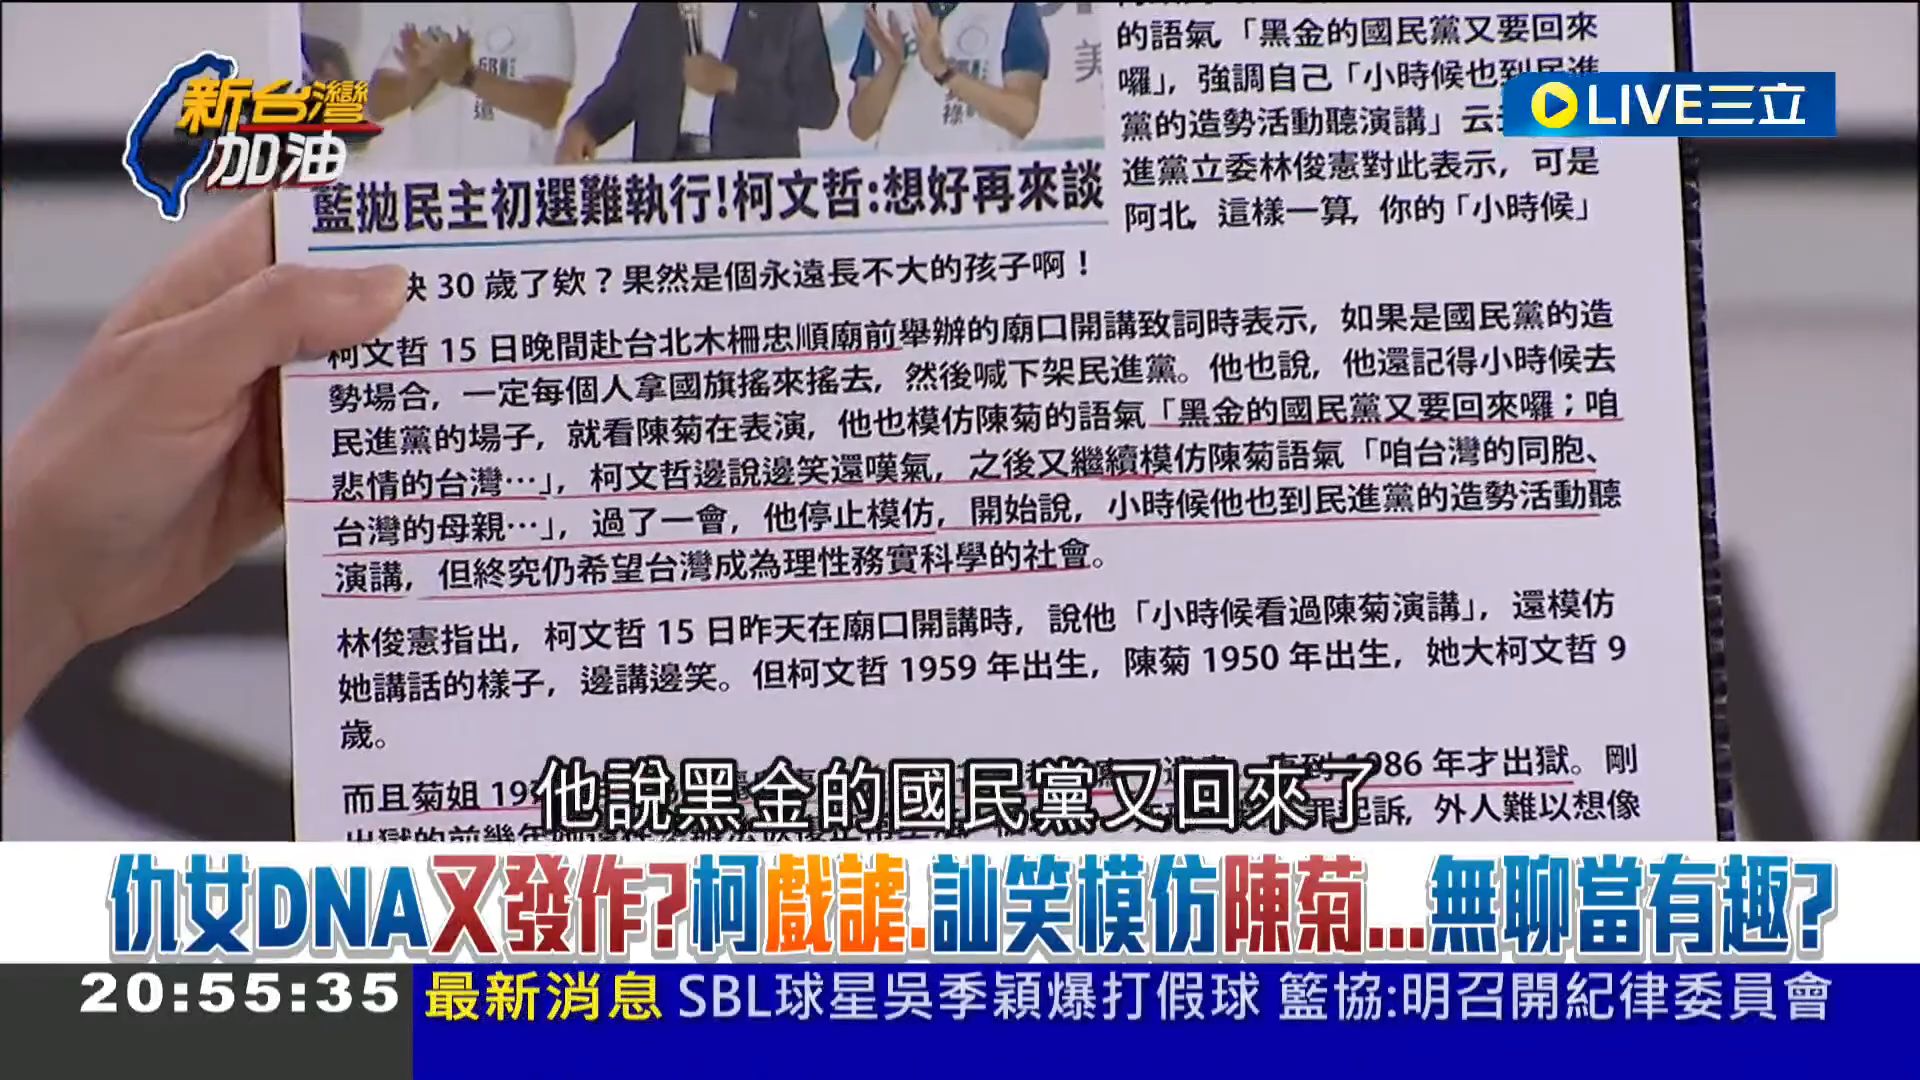 的語氣「黑金的國民黨又要回來
囉」，強調自己「小時候也到民進
黨的造勢活動聽演講」云
進黨立委林俊憲對此表示，可是
阿北，這樣一算，你的「小時候」
新台灣
加油
LIVE三立
美
藍拋民主初選難執行!柯文哲:想好再來談
快 30 歲了欸？果然是個永遠長不大的孩子啊！
柯文哲 15 日晚間赴台北木柵忠順廟前舉辦的廟口開講致詞時表示，如果是國民黨的造
勢場合，一定每個人拿國旗搖來搖去，然後喊下架民進黨。他也說，他還記得小時候去
民進黨的場子，就看陳菊在表演，他也模仿陳菊的語氣「黑金的國民黨又要回來囉；咱
悲情的台灣…」，柯文哲邊說邊笑還嘆氣，之後又繼續模仿陳菊語氣「咱台灣的同胞、
台灣的母親…」，過了一會，他停止模仿，開始說，小時候他也到民進黨的造勢活動聽
演講，但終究仍希望台灣成為理性務實科學的社會。
林俊憲指出，柯文哲 15 日昨天在廟口開講時，說他「小時候看過陳菊演講」，還模仿
她講話的樣子，邊講邊笑。但柯文哲 1959 年出生，陳菊 1950 年出生，她大柯文哲 9
歲。
而且菊姐 19 1986 年才出獄。剛
起訴，外人難以想像
他說黑金的國民黨又回來了
仇女DNA又發作?柯戲謔.訕笑模仿陳菊...無聊當有趣?
20:55:35 最新消息 SBL球星吳季穎爆打假球 籃協:明召開紀律委員會